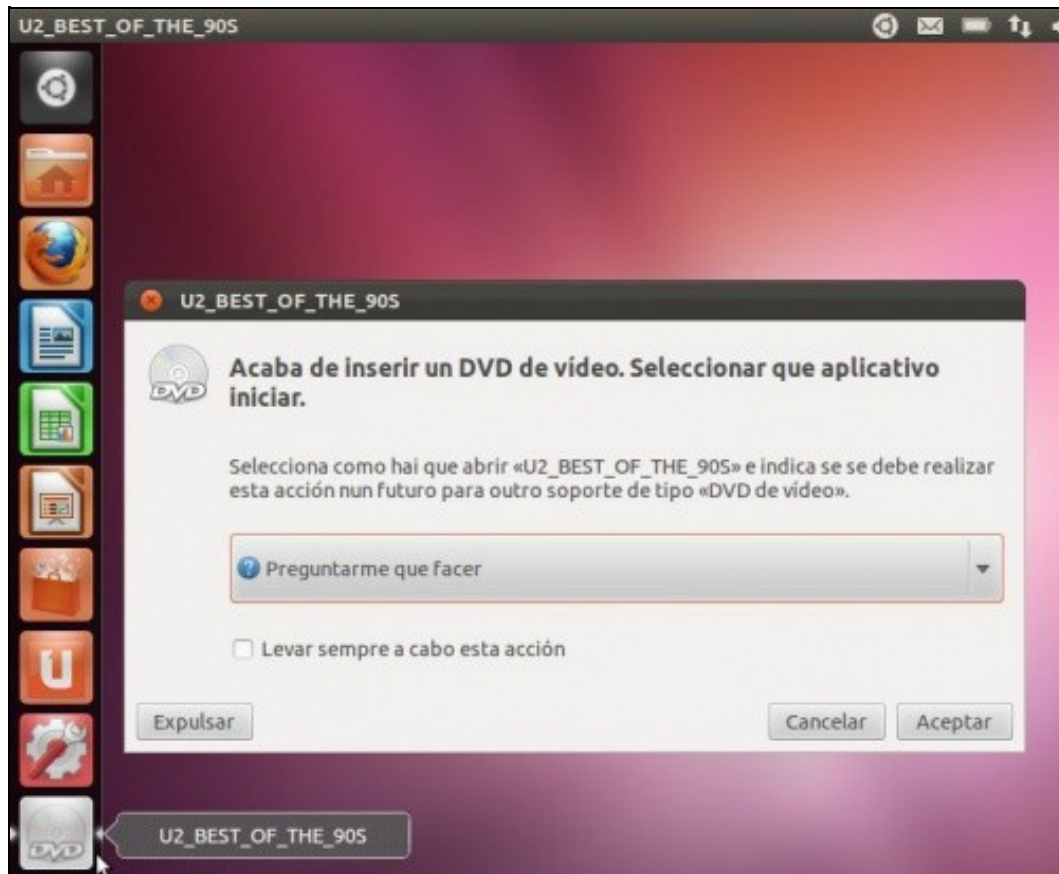 U2_BEST_OF_THE_90S
U2_BEST_OF_THE_90S
Acaba de inserir un DVD de vídeo. Seleccionar que aplicativo
iniciar.
Selecciona como hai que abrir «U2_BEST_OF_THE_90S» e indica se se debe realizar
esta acción nun futuro para outro soporte de tipo «DVD de vídeo».
Preguntarme que facer
Levar sempre a cabo esta acción
Expulsar Cancelar Aceptar
U2_BEST_OF_THE_90S
DVD
DVD